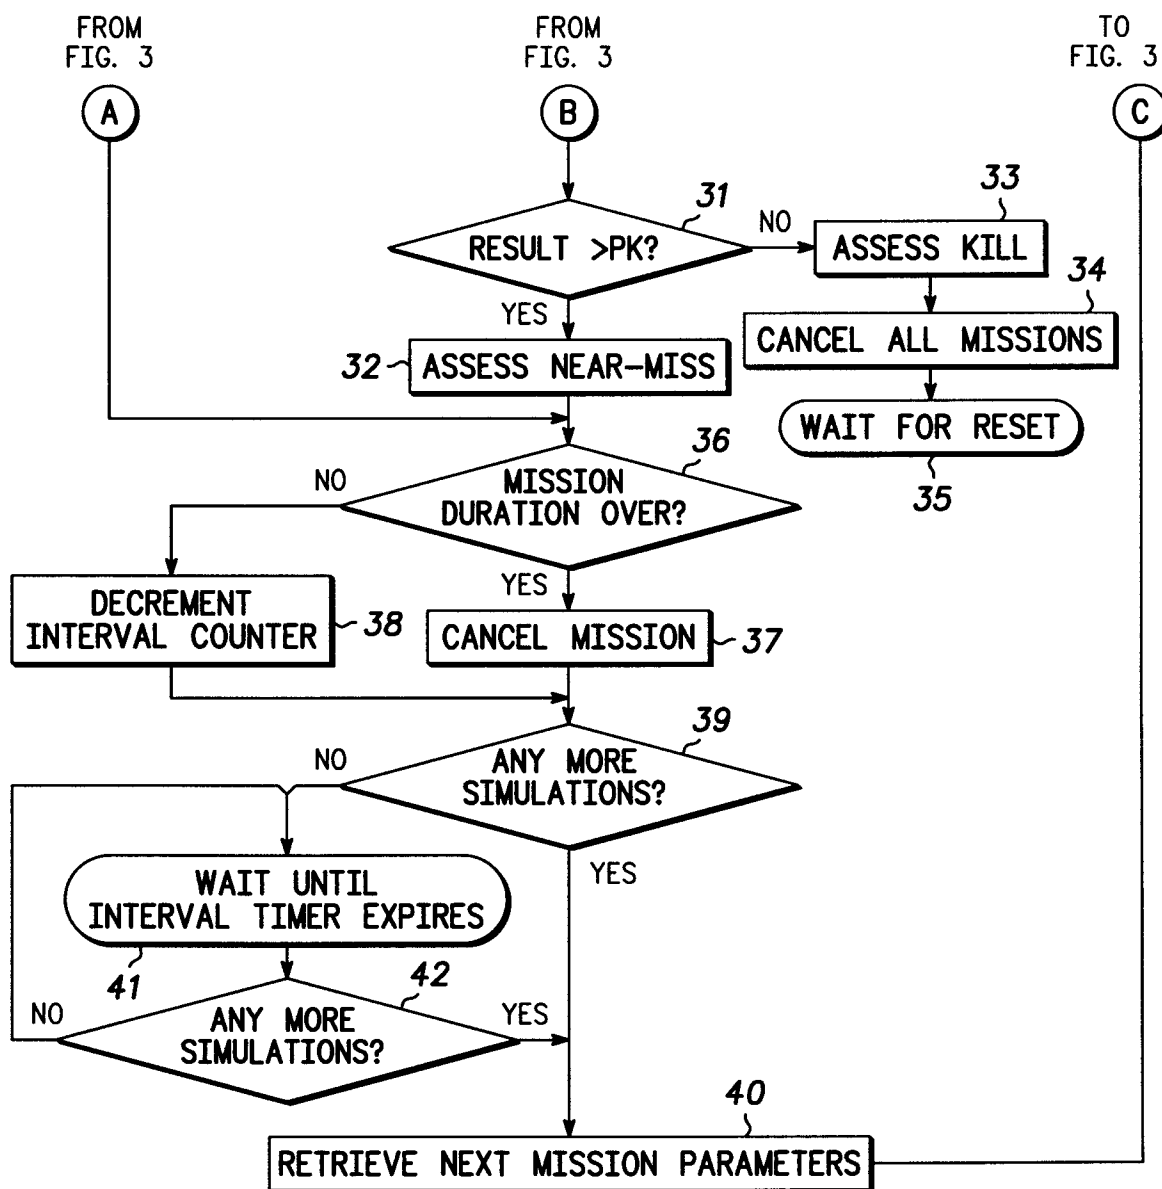 FROM
FIG. 3
FROM
FIG. 3
TO
FIG. 3
A
B
C
31
33
RESULT >PK?
NO
ASSESS KILL
34
YES
CANCEL ALL MISSIONS
32
ASSESS NEAR-MISS
WAIT FOR RESET
35
36
NO
MISSION
DURATION OVER?
YES
DECREMENT
INTERVAL COUNTER
38
CANCEL MISSION
37
39
NO
ANY MORE
SIMULATIONS?
YES
WAIT UNTIL
INTERVAL TIMER EXPIRES
41
42
NO
ANY MORE
SIMULATIONS?
YES
40
RETRIEVE NEXT MISSION PARAMETERS